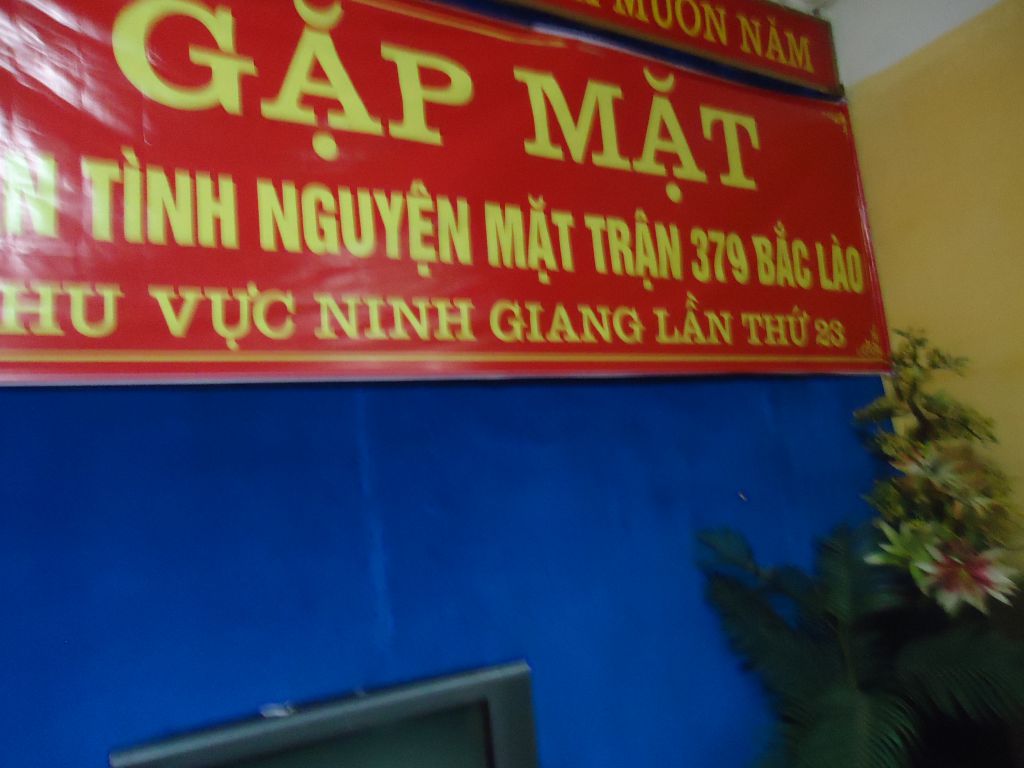 MUÔN NĂM
GẶP MẶT
TÌNH NGUYỆN MẶT TRẬN 379 BẮC LÀO
VỰC NINH GIANG LẦN THỨ 23